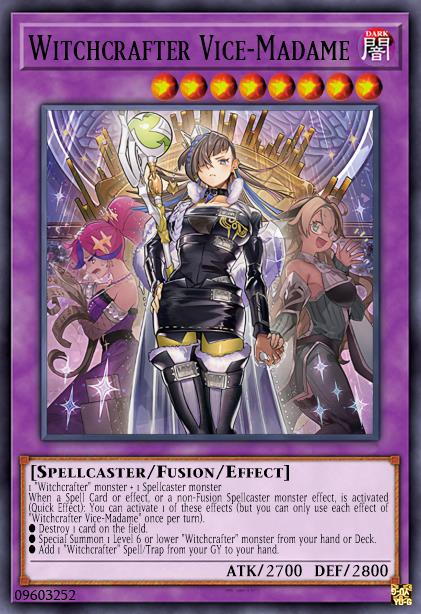 WITCHCRAFTER VICE-MADAME
DARK
闇
[SPELLCASTER/FUSION/EFFECT]
1 "Witchcrafter" monster + 1 Spellcaster monster
When a Spell Card or effect, or a non-Fusion Spellcaster monster effect, is activated
(Quick Effect): You can activate 1 of these effects (but you can only use each effect of
"Witchcrafter Vice-Madame" once per turn).
● Destroy 1 card on the field.
● Special Summon 1 Level 6 or lower "Witchcrafter" monster from your hand or Deck.
● Add 1 "Witchcrafter" Spell/Trap from your GY to your hand.
ATK/2700 DEF/2800
09603252